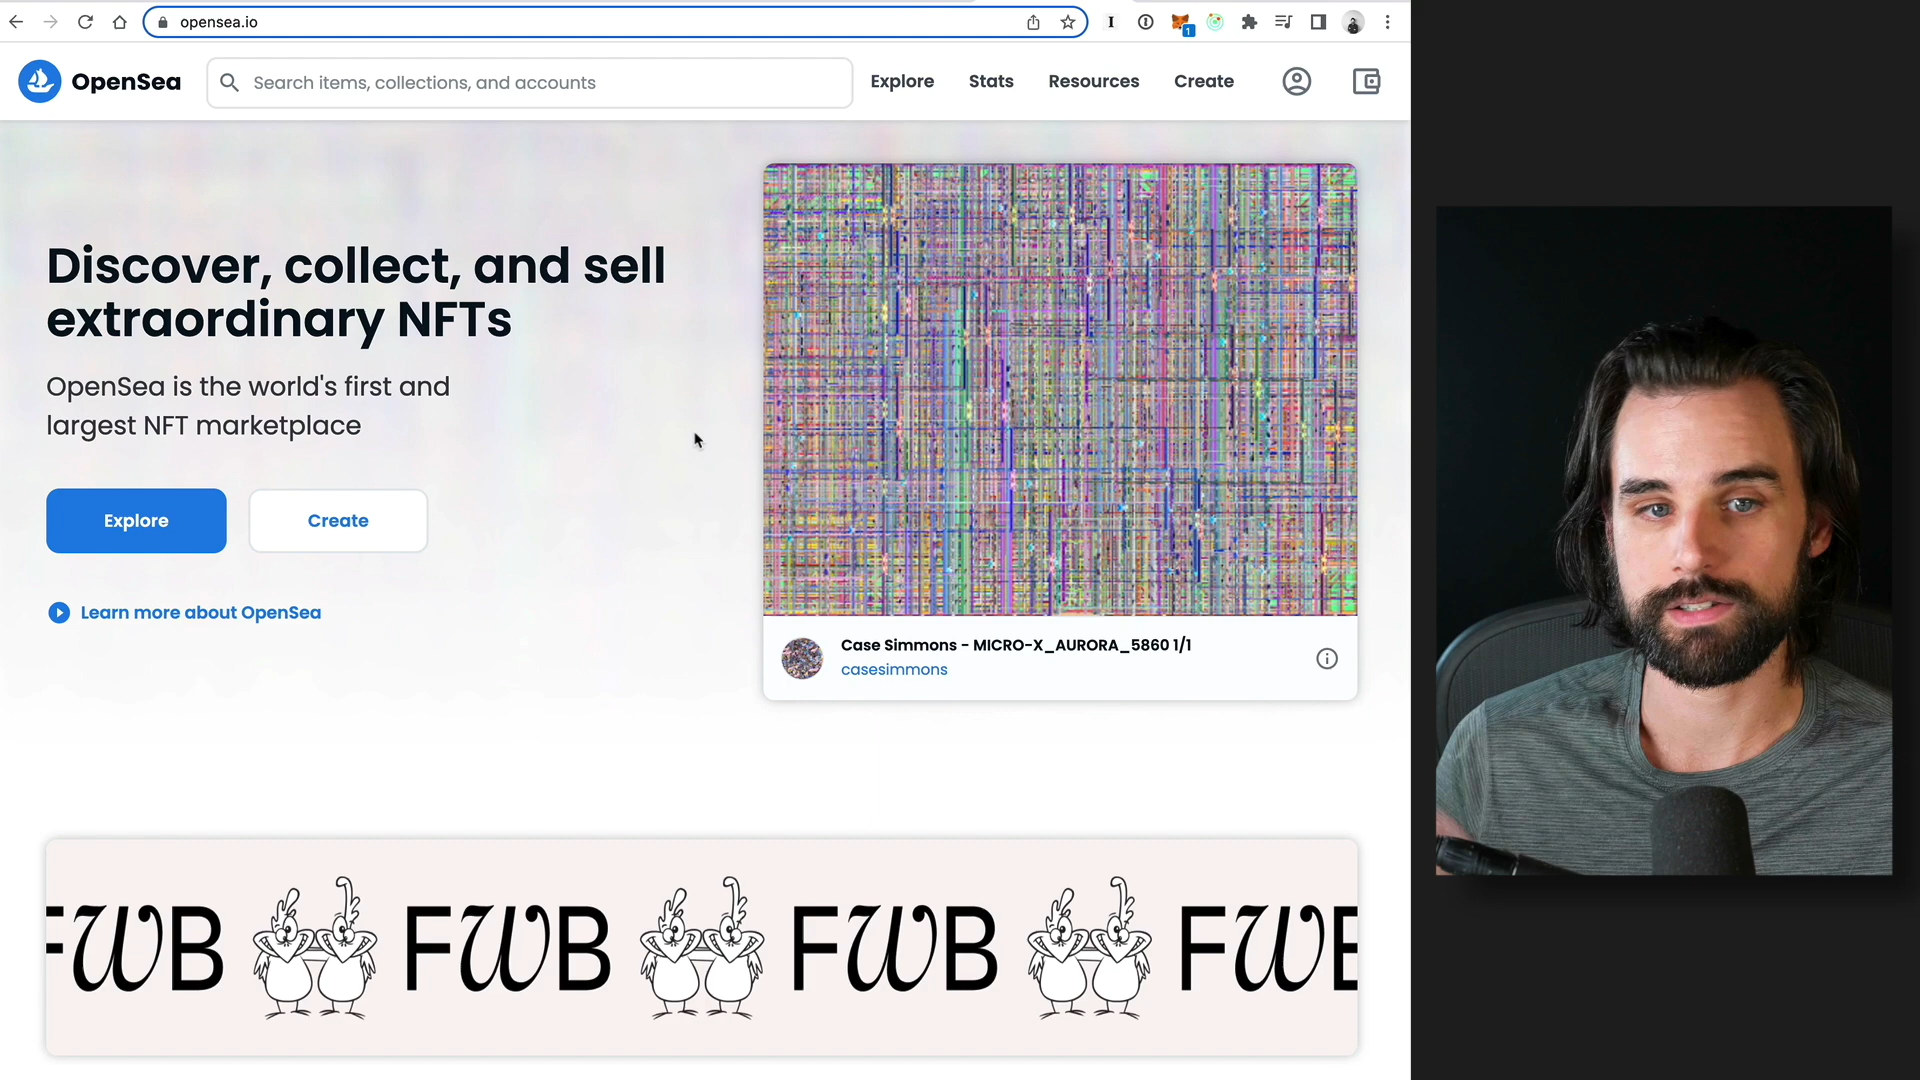 opensea.io
1
OpenSea
Search items, collections, and accounts
Explore
Stats
Resources
Create
Discover, collect, and sell
extraordinary NFTs
OpenSea is the world's first and
largest NFT marketplace
Explore
Create
Learn more about OpenSea
Case Simmons - MICRO-X_AURORA_5860 1/1
casesimmons
FWB FWB FWB FWB